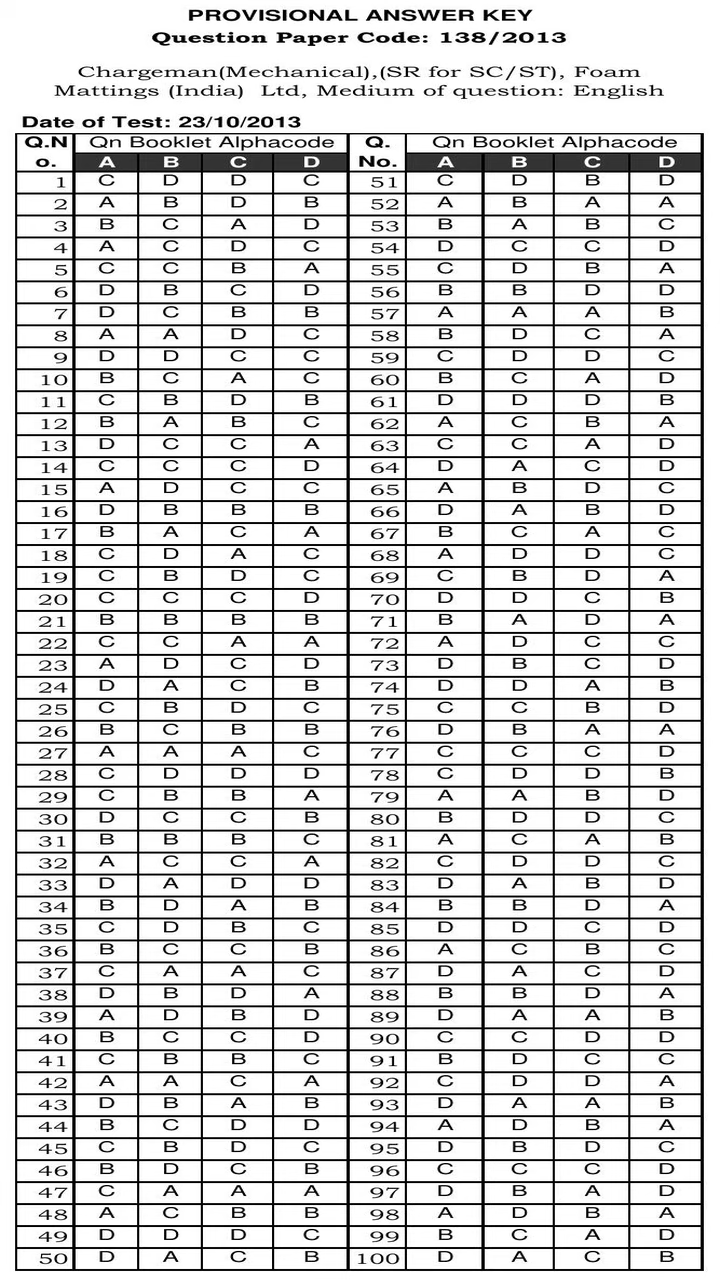 PROVISIONAL ANSWER KEY
Question Paper Code: 138/2013
Chargeman(Mechanical),(SR for SC/ST), Foam
Mattings (India) Ltd, Medium of question: English
Date of Test: 23/10/2013
Q.N Qn Booklet Alphacode Q. Qn Booklet Alphacode
o. A B C D No. A B C D
1 C D D C 51 C D B D
2 A B D B 52 A B A A
3 B C A D 53 B A B C
4 A C D C 54 D C C D
5 C C B A 55 C D B A
6 D B C D 56 B B D D
7 D C B B 57 A A A B
8 A A D C 58 B D C A
9 D D C C 59 C D D C
10 B C A C 60 B C A D
11 C B D B 61 D D D B
12 B A B C 62 A C B A
13 D C C A 63 C C A D
14 C C C D 64 D A C D
15 A D C C 65 A B D C
16 D B B B 66 D A B D
17 B A C A 67 B C A C
18 C D A C 68 A D D C
19 C B D C 69 C B D A
20 C C C D 70 D D C B
21 B B B B 71 B A D A
22 C C A A 72 A D C C
23 A D C D 73 D B C D
24 D A C B 74 D D A B
25 C B D C 75 C C B D
26 B C B B 76 D B A A
27 A A A C 77 C C C D
28 C D D D 78 C D D B
29 C B B A 79 A A B D
30 D C C B 80 B D D C
31 B B B C 81 A C A B
32 A C C A 82 C D D C
33 D A D D 83 D A B D
34 B D A B 84 B B D A
35 C D B C 85 D D C D
36 B C C B 86 A C B C
37 C A A C 87 D A C D
38 D B D A 88 B B D A
39 A D B D 89 D A A B
40 B C C D 90 C C D D
41 C B B C 91 B D C C
42 A A C A 92 C D D A
43 D B A B 93 D A A B
44 B C D D 94 A D B A
45 C B D C 95 D B D C
46 B D C B 96 C C C D
47 C A A A 97 D B A D
48 A C B B 98 A D B A
49 D D D C 99 B C A D
50 D A C B 100 D A C B